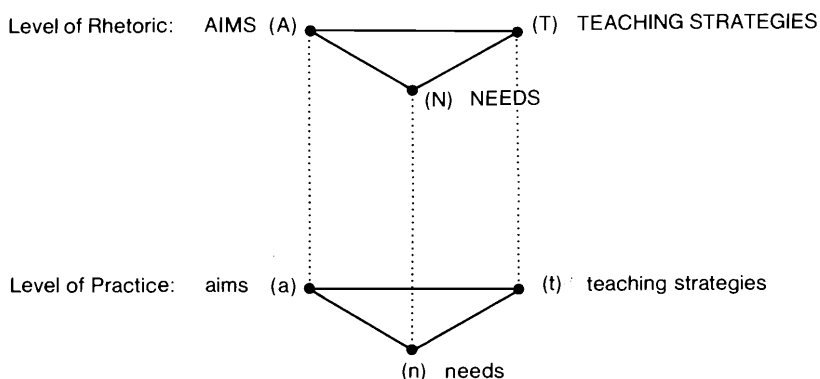 Level of Rhetoric: AIMS (A) (T) TEACHING STRATEGIES
(N) NEEDS
Level of Practice: aims (a) (t) teaching strategies
(n) needs